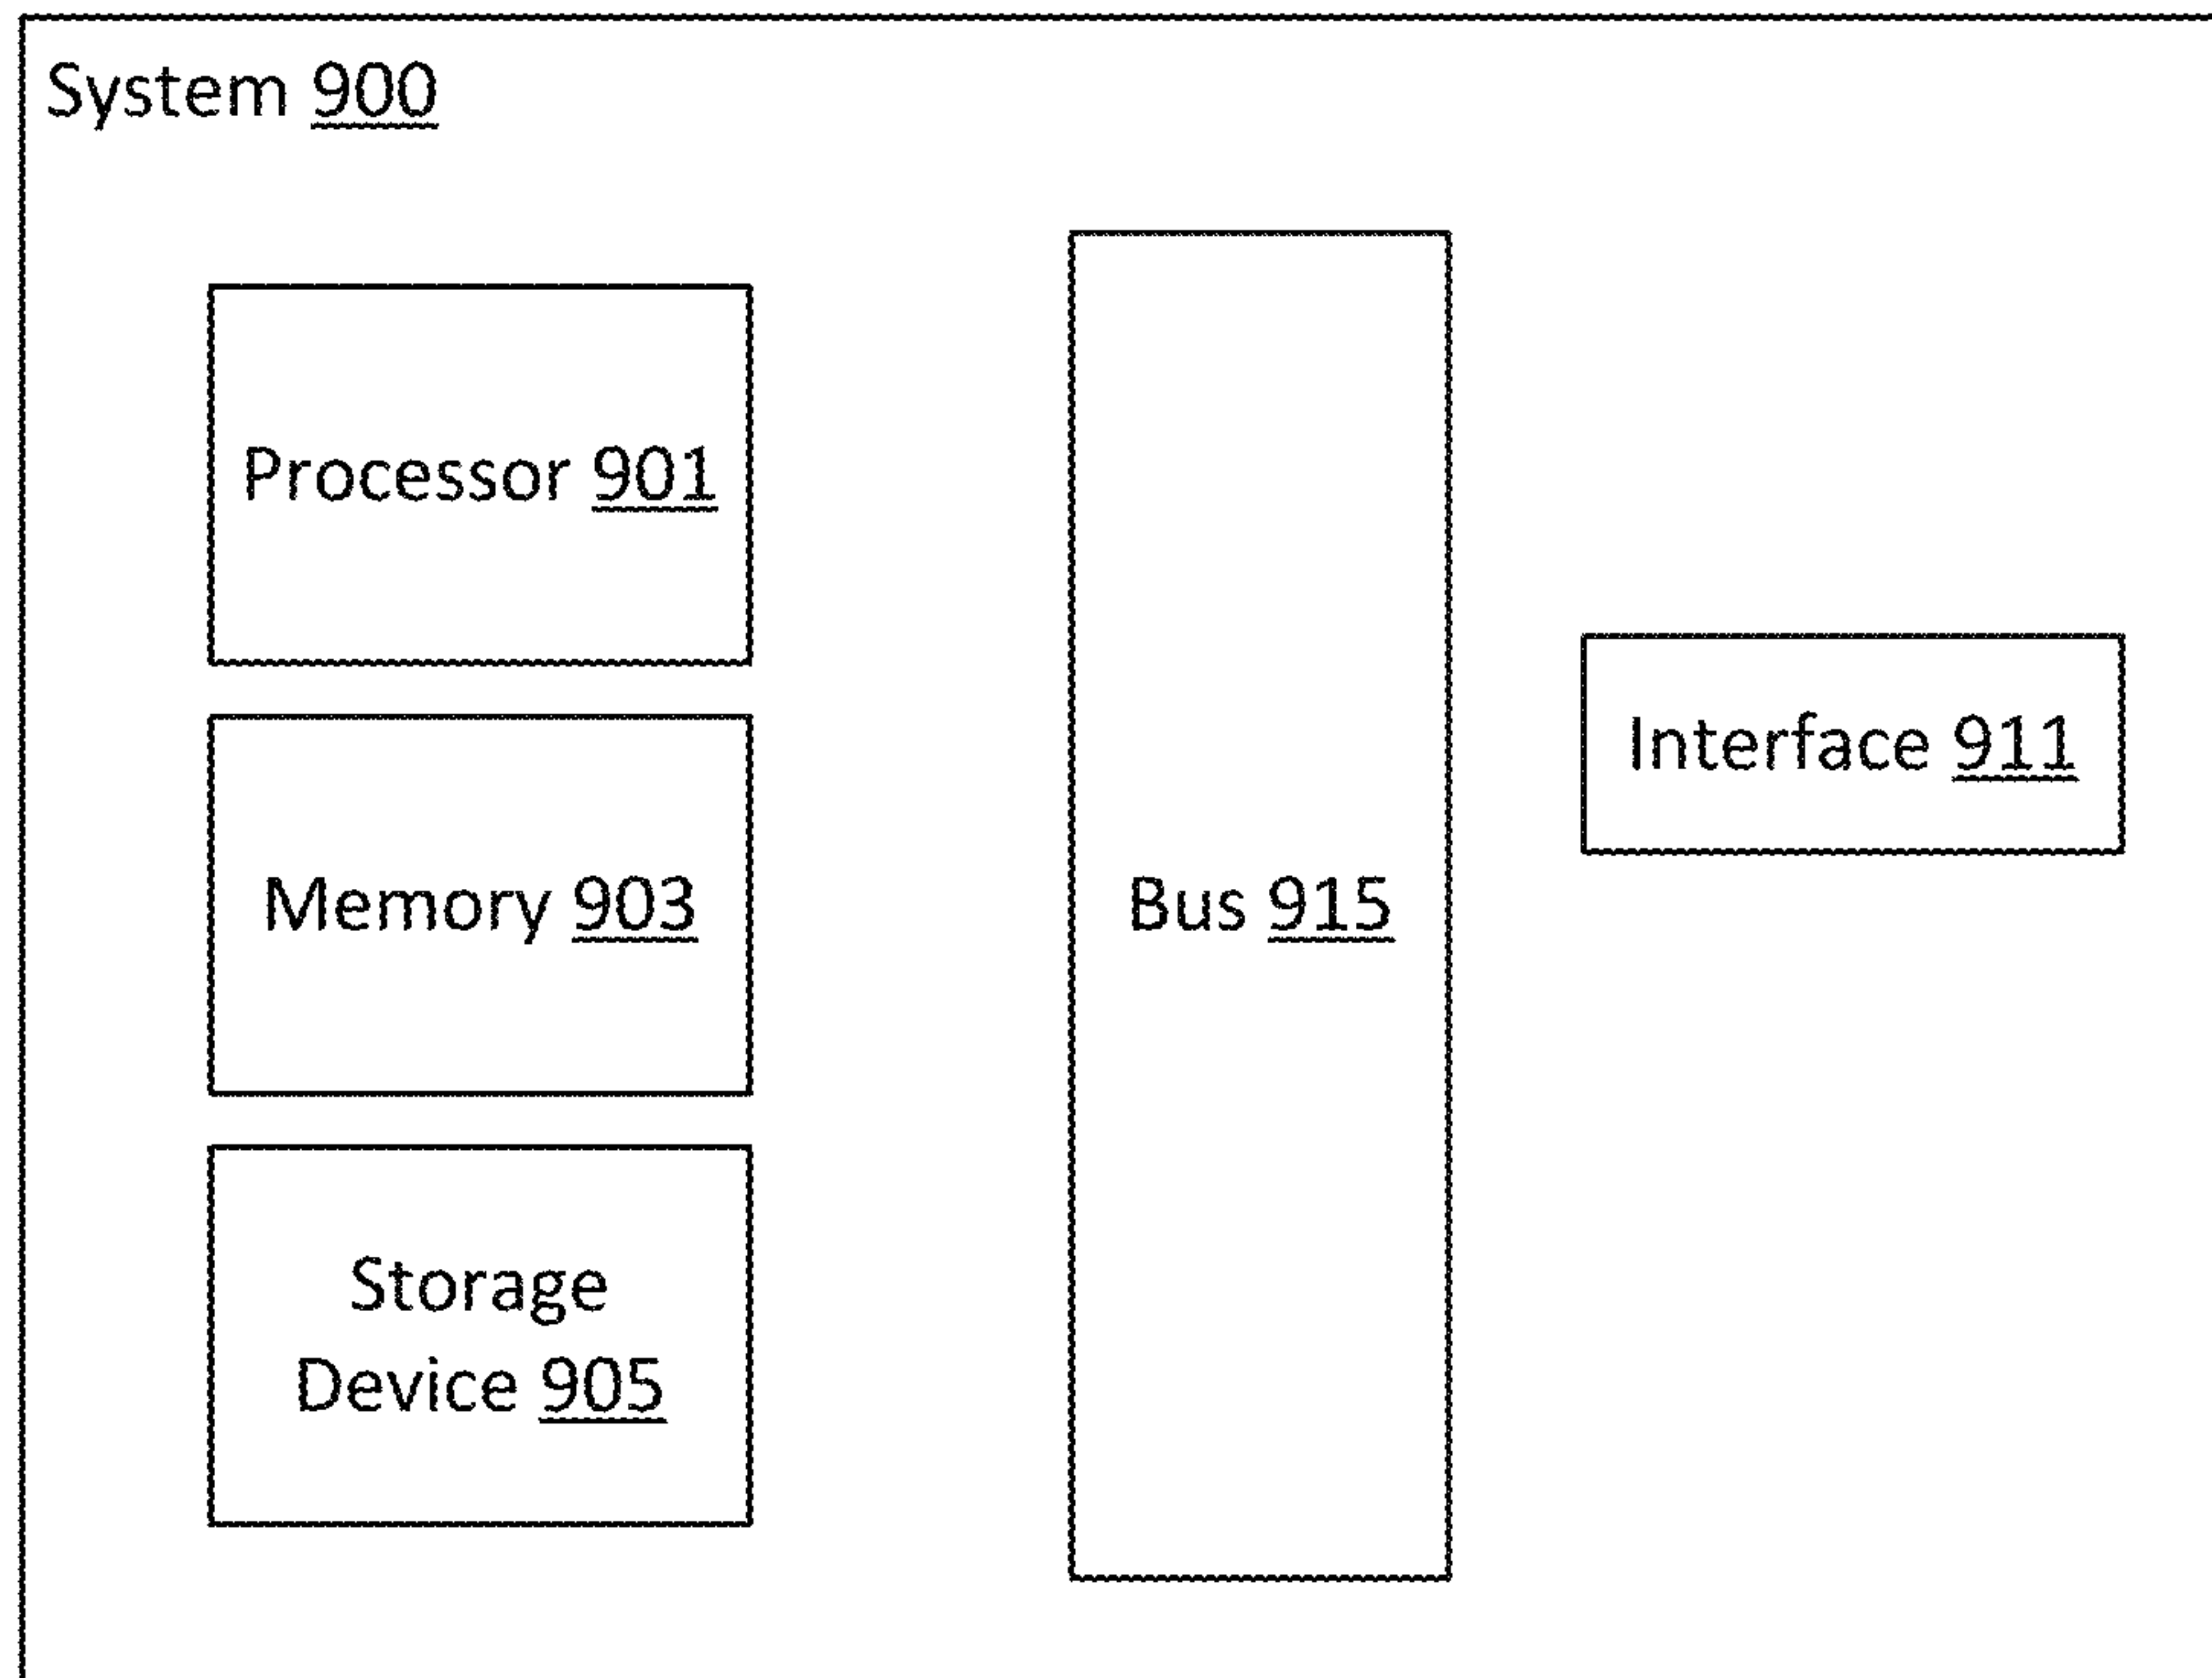 System 900
Processor 901
Memory 903
Storage
Device 905
Bus 915
Interface 911